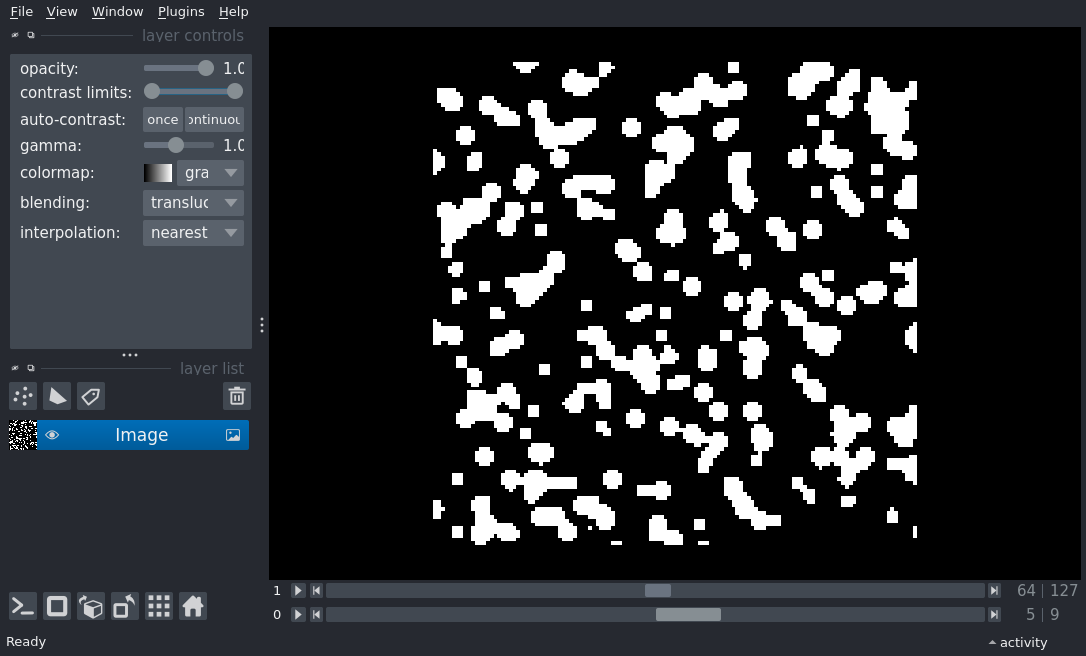 File View Window Plugins Help
layer controls
opacity: 1.0
contrast limits:
auto-contrast: once ontinuou
gamma: 1.0
colormap: gra
blending: transluc
interpolation: nearest
layer list
Image
1 64 | 127
0 5 | 9
Ready activity